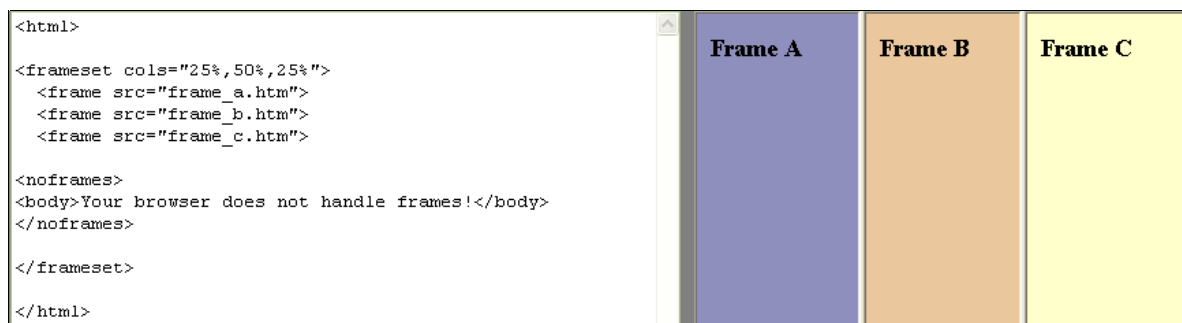 <html>
<frameset cols="25%,50%,25%">
<frame src="frame_a.htm">
<frame src="frame_b.htm">
<frame src="frame_c.htm">
<noframes>
<body>Your browser does not handle frames!</body>
</noframes>
</frameset>
</html>
Frame A
Frame B
Frame C